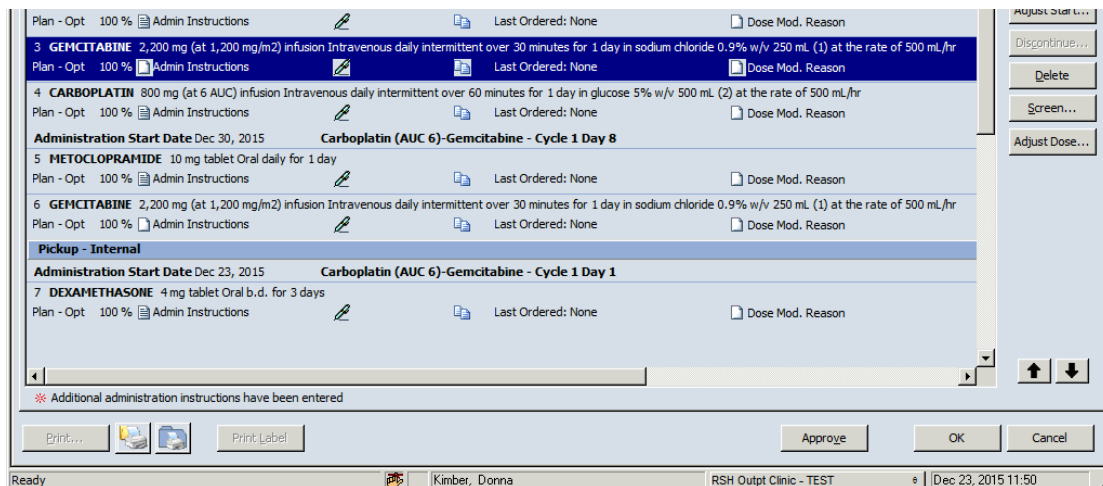 Adjust Start...
Plan - Opt 100 % Admin Instructions Last Ordered: None Dose Mod. Reason
3 GEMCITABINE 2,200 mg (at 1,200 mg/m2) infusion Intravenous daily intermittent over 30 minutes for 1 day in sodium chloride 0.9% w/v 250 mL (1) at the rate of 500 mL/hr
Discontinue...
Plan - Opt 100 % Admin Instructions Last Ordered: None Dose Mod. Reason
Delete
4 CARBOPLATIN 800 mg (at 6 AUC) infusion Intravenous daily intermittent over 60 minutes for 1 day in glucose 5% w/v 500 mL (2) at the rate of 500 mL/hr
Plan - Opt 100 % Admin Instructions Last Ordered: None Dose Mod. Reason
Screen...
Administration Start Date Dec 30, 2015 Carboplatin (AUC 6)-Gemcitabine - Cycle 1 Day 8
Adjust Dose...
5 METOCLOPRAMIDE 10 mg tablet Oral daily for 1 day
Plan - Opt 100 % Admin Instructions Last Ordered: None Dose Mod. Reason
6 GEMCITABINE 2,200 mg (at 1,200 mg/m2) infusion Intravenous daily intermittent over 30 minutes for 1 day in sodium chloride 0.9% w/v 250 mL (1) at the rate of 500 mL/hr
Plan - Opt 100 % Admin Instructions Last Ordered: None Dose Mod. Reason
Pickup - Internal
Administration Start Date Dec 23, 2015 Carboplatin (AUC 6)-Gemcitabine - Cycle 1 Day 1
7 DEXAMETHASONE 4 mg tablet Oral b.d. for 3 days
Plan - Opt 100 % Admin Instructions Last Ordered: None Dose Mod. Reason
Additional administration instructions have been entered
Print... Print Label Approve OK Cancel
Ready Kimber, Donna RSH Outpt Clinic - TEST Dec 23, 2015 11:50